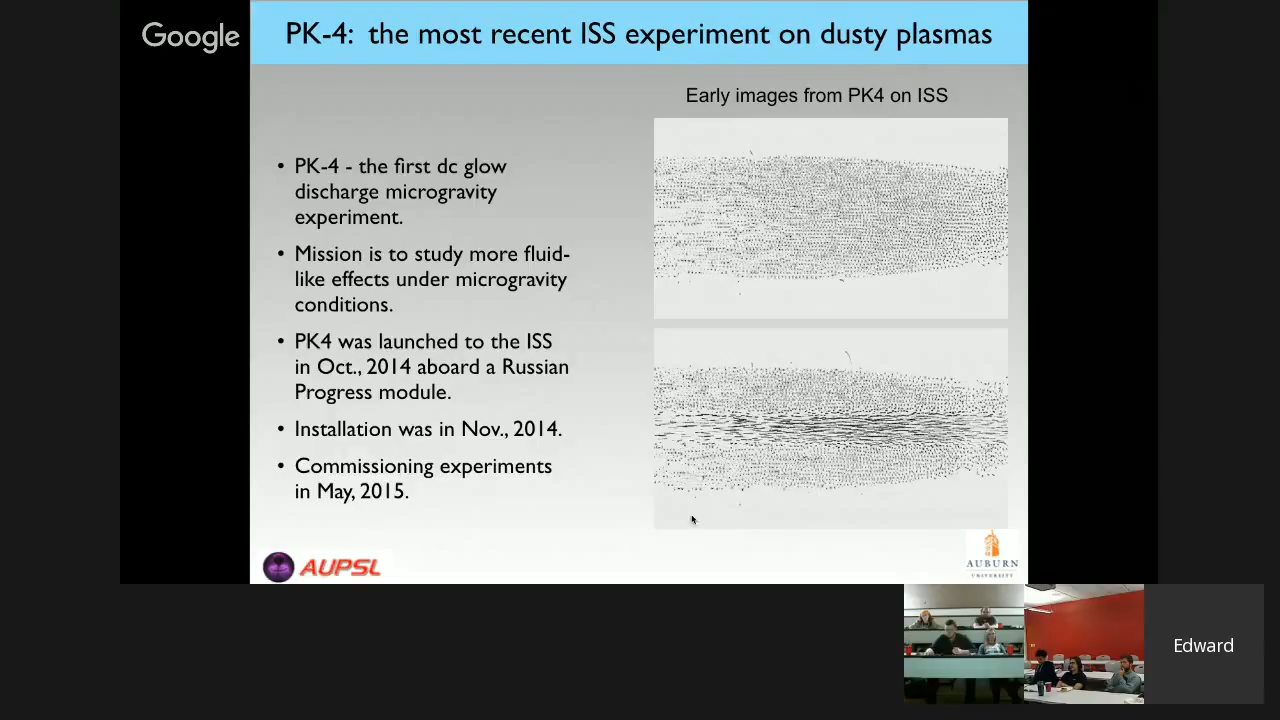 Google
PK-4: the most recent ISS experiment on dusty plasmas
Early images from PK4 on ISS
• PK-4 - the first dc glow
discharge microgravity
experiment.
• Mission is to study more fluid-
like effects under microgravity
conditions.
• PK4 was launched to the ISS
in Oct., 2014 aboard a Russian
Progress module.
• Installation was in Nov., 2014.
• Commissioning experiments
in May, 2015.
AUPSL
AUBURN
UNIVERSITY
Edward